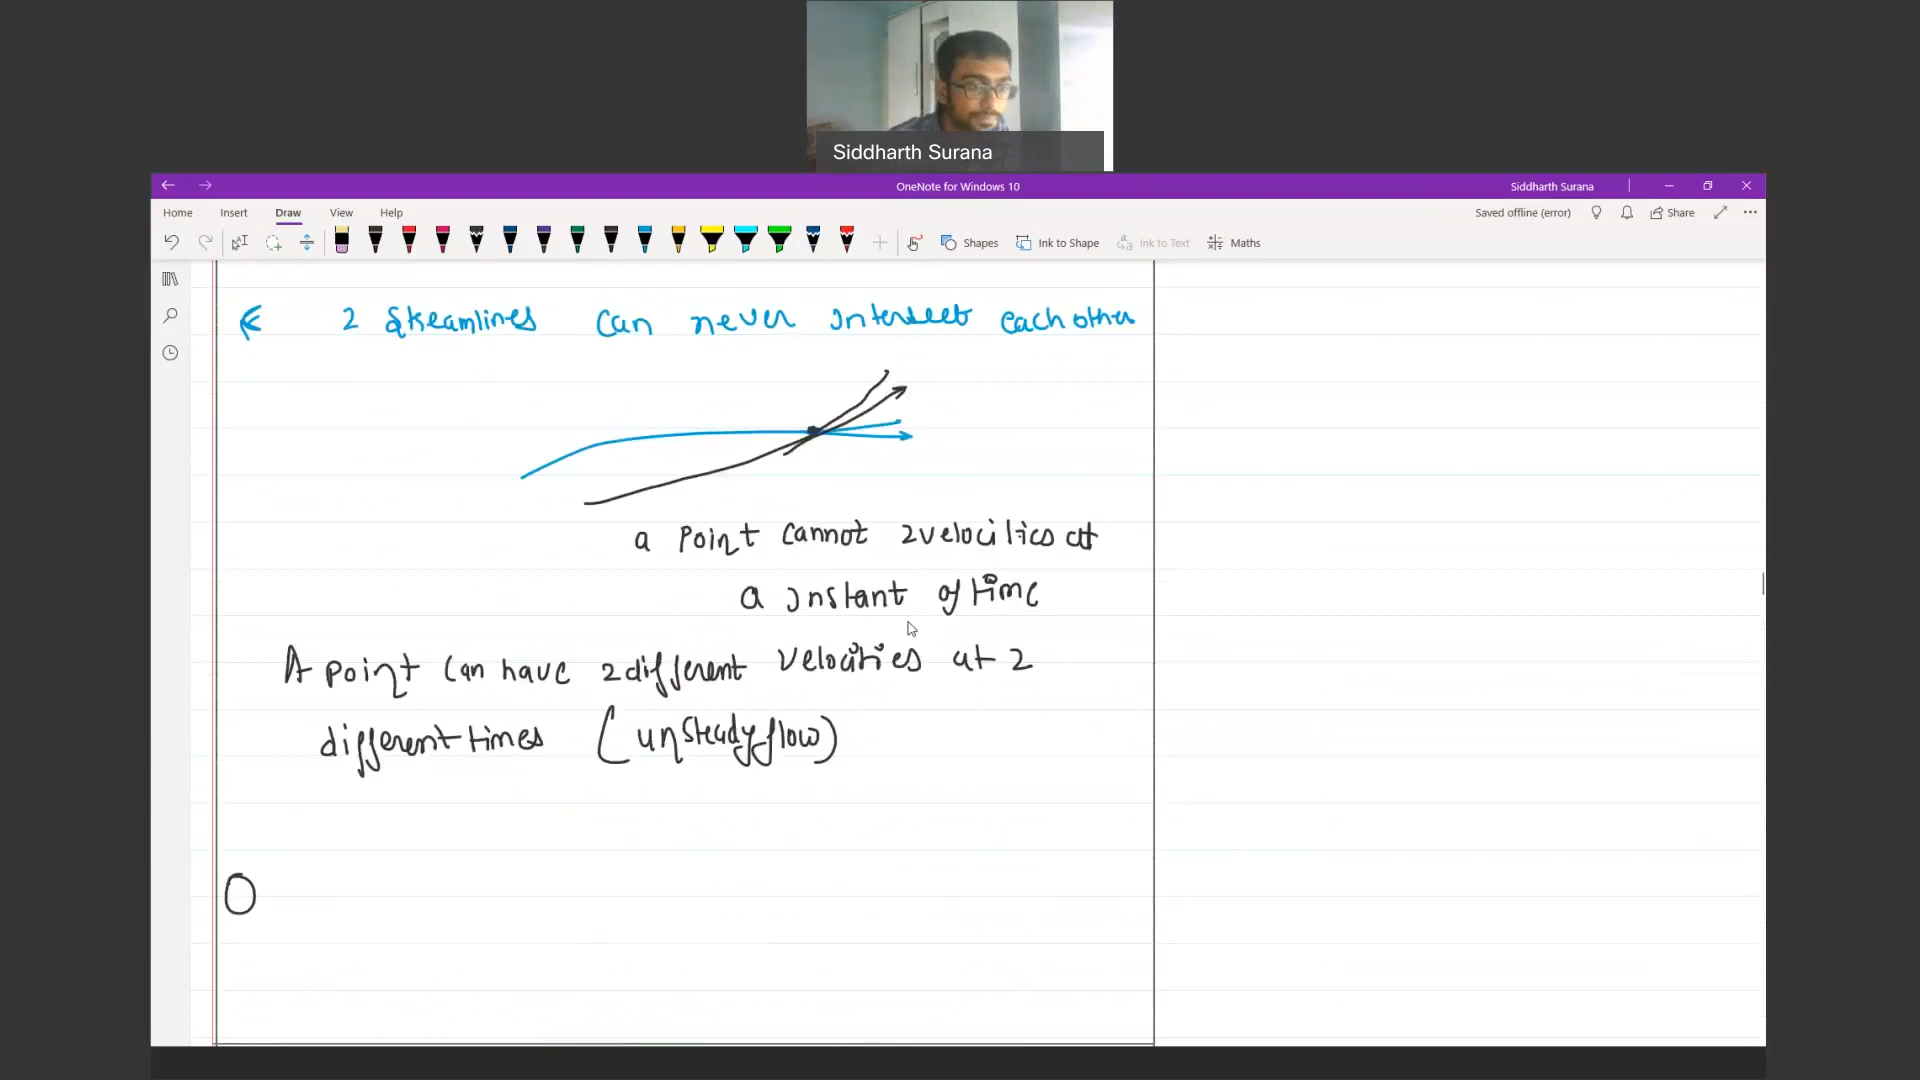 Siddharth Surana
OneNote for Windows 10
Siddharth Surana
Home Insert Draw View Help
Saved offline (error) Share
Shapes Ink to Shape Ink to Text Maths
2 streamlines can never intersect each other
a point cannot 2 velocities at
a instant of time
A point can have 2 different velocities at 2
different times (unsteady flow)
0